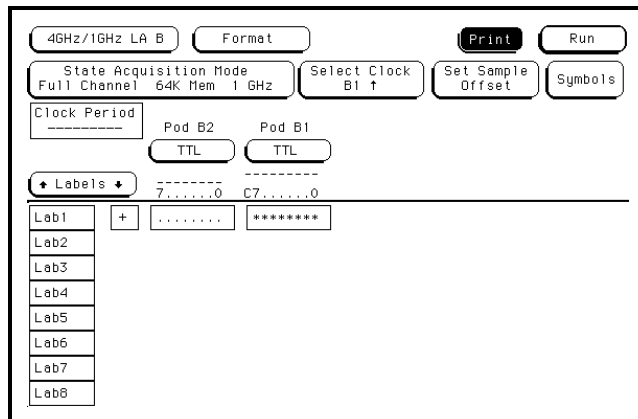 4GHz/1GHz LA B Format Print Run
State Acquisition Mode Select Clock Set Sample Symbols
Full Channel 64K Mem 1 GHz B1 ↑ Offset
Clock Period
--------- Pod B2 Pod B1
TTL TTL
↑ Labels ↓ -------- ---------
7......0 C7......0
Lab1 + ........ ********
Lab2
Lab3
Lab4
Lab5
Lab6
Lab7
Lab8